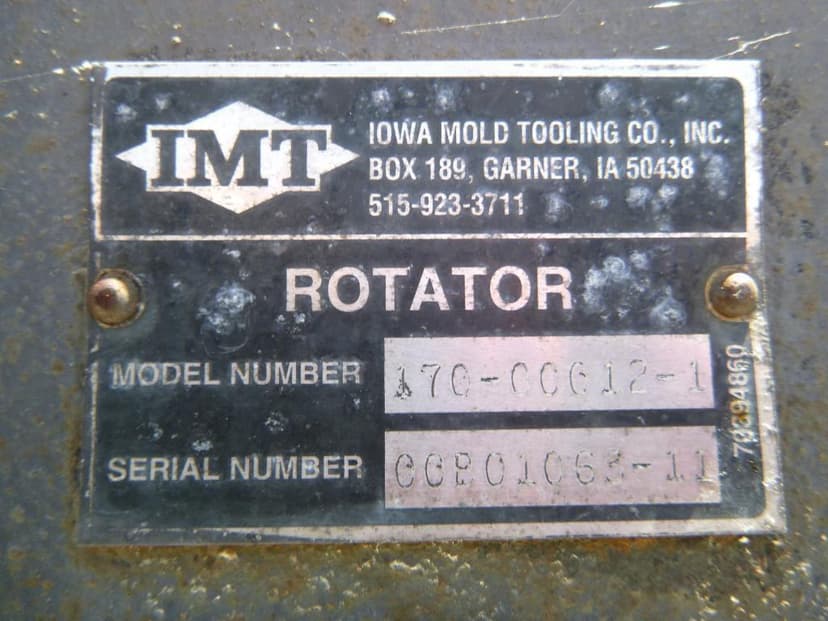 IMT
IOWA MOLD TOOLING CO., INC.
BOX 189, GARNER, IA 50438
515-923-3711
ROTATOR
MODEL NUMBER 170-00612-1
SERIAL NUMBER
70394860